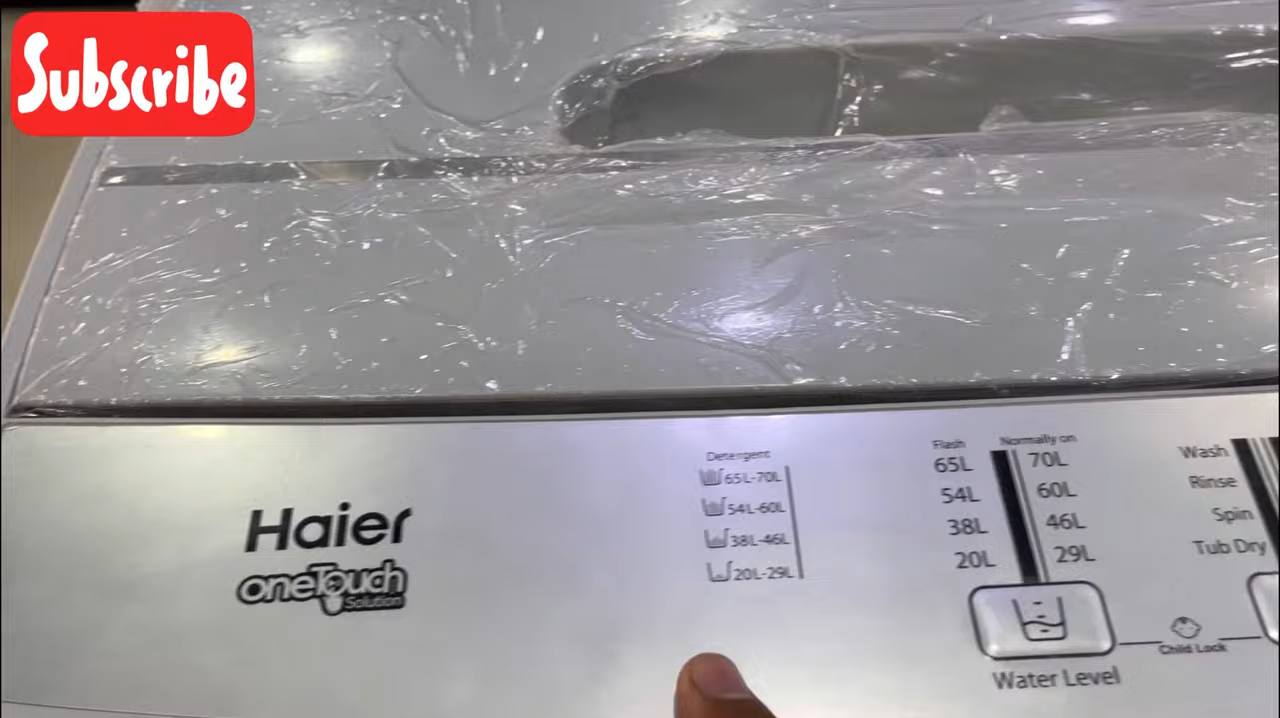 Subscribe
Haier
oneTouch
Solution
Detergent
65L-70L
54L-60L
38L-46L
20L-29L
Flash Normally on
65L 70L
54L 60L
38L 46L
20L 29L
Water Level
Child Lock
Wash
Rinse
Spin
Tub Dry